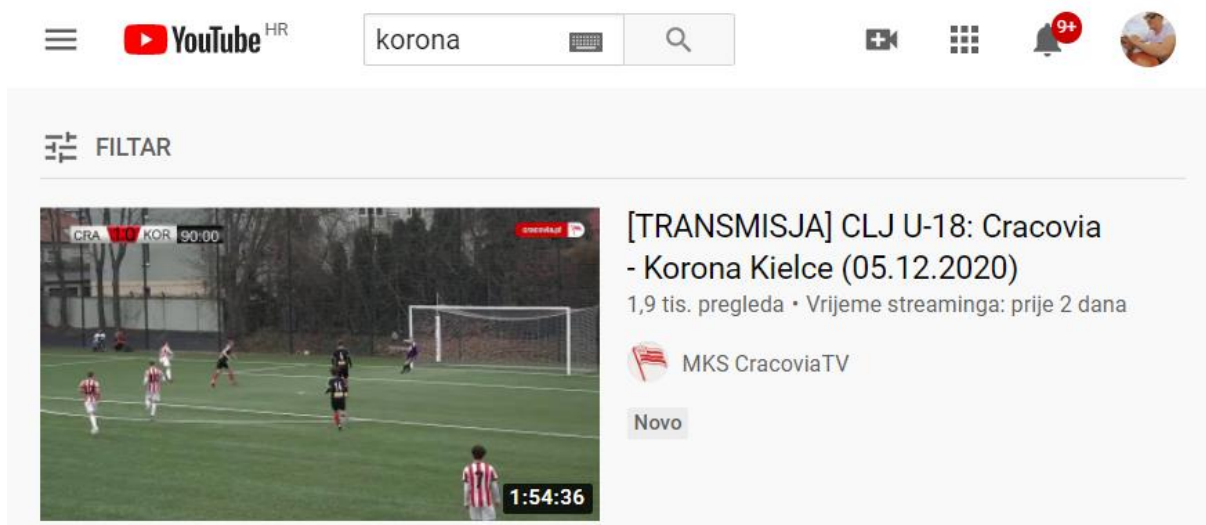 YouTube HR
korona
9+
FILTAR
CRA 1:0 KOR 90:00
cracovia.pl
7
1:54:36
[TRANSMISJA] CLJ U-18: Cracovia
- Korona Kielce (05.12.2020)
1,9 tis. pregleda • Vrijeme streaminga: prije 2 dana
MKS CracoviaTV
Novo